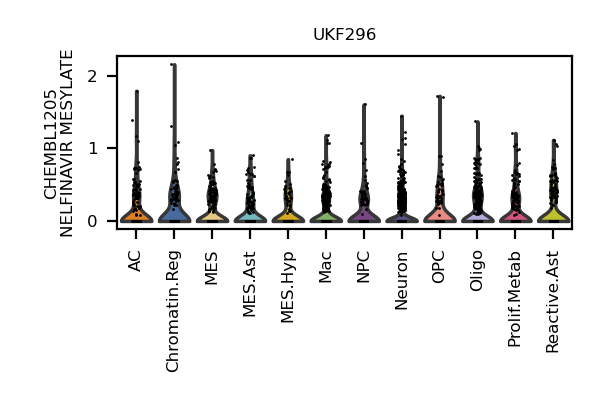 UKF296
CHEMBL1205
NELFINAVIR MESYLATE
2
1
0
AC
Chromatin.Reg
MES
MES.Ast
MES.Hyp
Mac
NPC
Neuron
OPC
Oligo
Prolif.Metab
Reactive.Ast